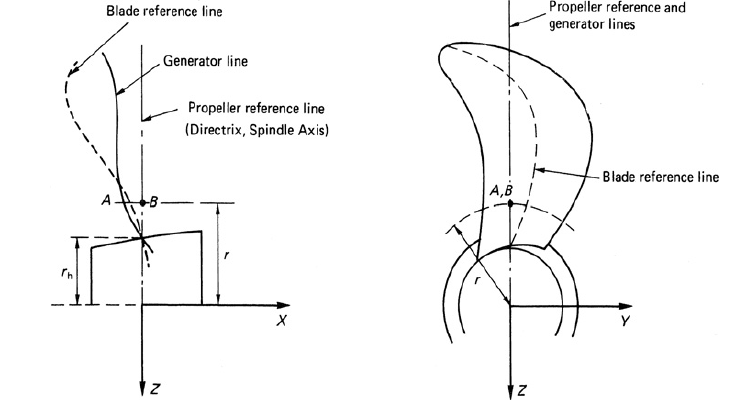 Blade reference line
Generator line
Propeller reference line
(Directrix, Spindle Axis)
A
B
r
rh
X
Z
Propeller reference and
generator lines
Blade reference line
A, B
r
Y
Z